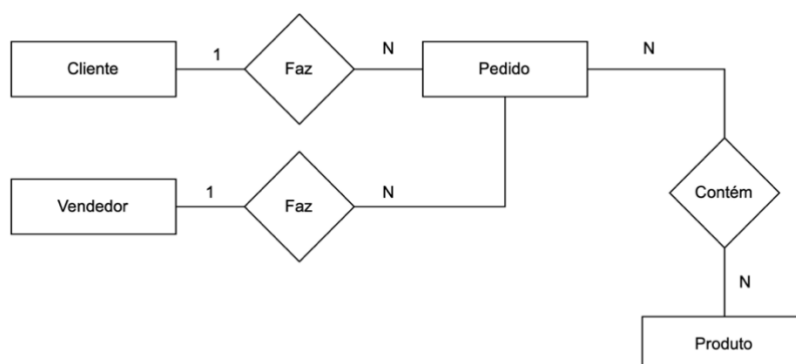 Cliente
1
Faz
N
Pedido
N
Vendedor
1
Faz
N
Contém
N
Produto